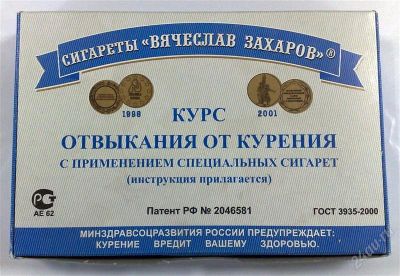 СИГАРЕТЫ «ВЯЧЕСЛАВ ЗАХАРОВ»®
1998
2001
КУРС
ОТВЫКАНИЯ ОТ КУРЕНИЯ
С ПРИМЕНЕНИЕМ СПЕЦИАЛЬНЫХ СИГАРЕТ
(инструкция прилагается)
АЕ 62
Патент РФ № 2046581
ГОСТ 3935-2000
МИНЗДРАВСОЦРАЗВИТИЯ РОССИИ ПРЕДУПРЕЖДАЕТ:
КУРЕНИЕ ВРЕДИТ ВАШЕМУ ЗДОРОВЬЮ.